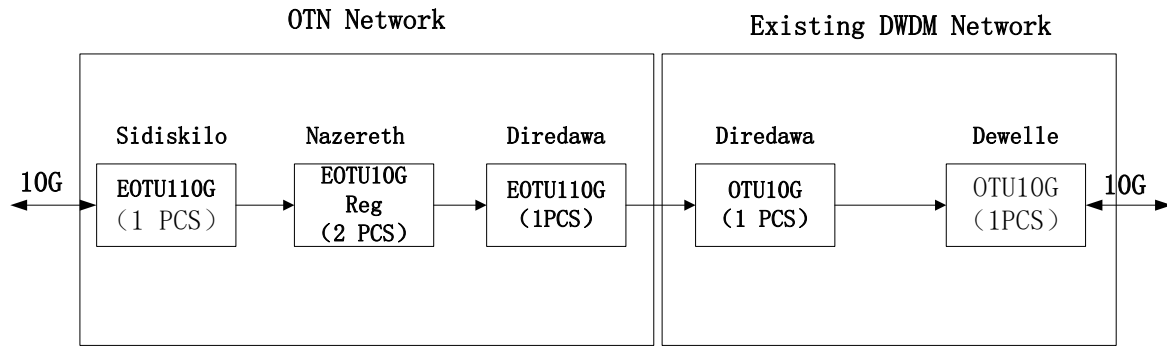 OTN Network
Existing DWDM Network
Sidiskilo
Nazereth
Diredawa
Diredawa
Dewelle
10G
EOTU110G
(1 PCS)
EOTU10G
Reg
(2 PCS)
EOTU110G
(1PCS)
OTU10G
(1 PCS)
OTU10G
(1PCS)
10G